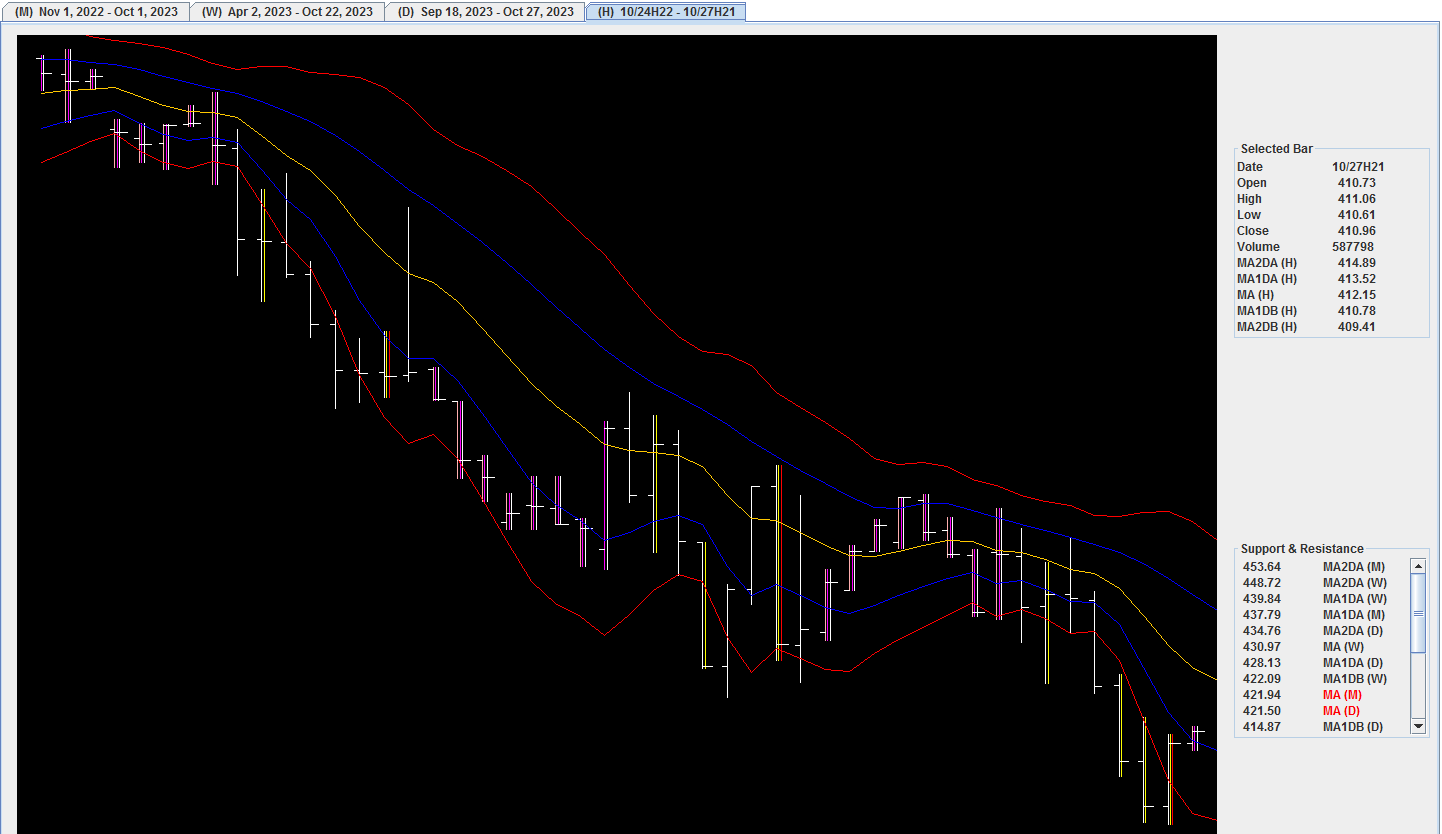 (M) Nov 1, 2022 - Oct 1, 2023 (W) Apr 2, 2023 - Oct 22, 2023 (D) Sep 18, 2023 - Oct 27, 2023 (H) 10/24H22 - 10/27H21
Selected Bar
Date 10/27H21
Open 410.73
High 411.06
Low 410.61
Close 410.96
Volume 587798
MA2DA (H) 414.89
MA1DA (H) 413.52
MA (H) 412.15
MA1DB (H) 410.78
MA2DB (H) 409.41
Support & Resistance
453.64 MA2DA (M)
448.72 MA2DA (W)
439.84 MA1DA (W)
437.79 MA1DA (M)
434.76 MA2DA (D)
430.97 MA (W)
428.13 MA1DA (D)
422.09 MA1DB (W)
421.94 MA (M)
421.50 MA (D)
414.87 MA1DB (D)